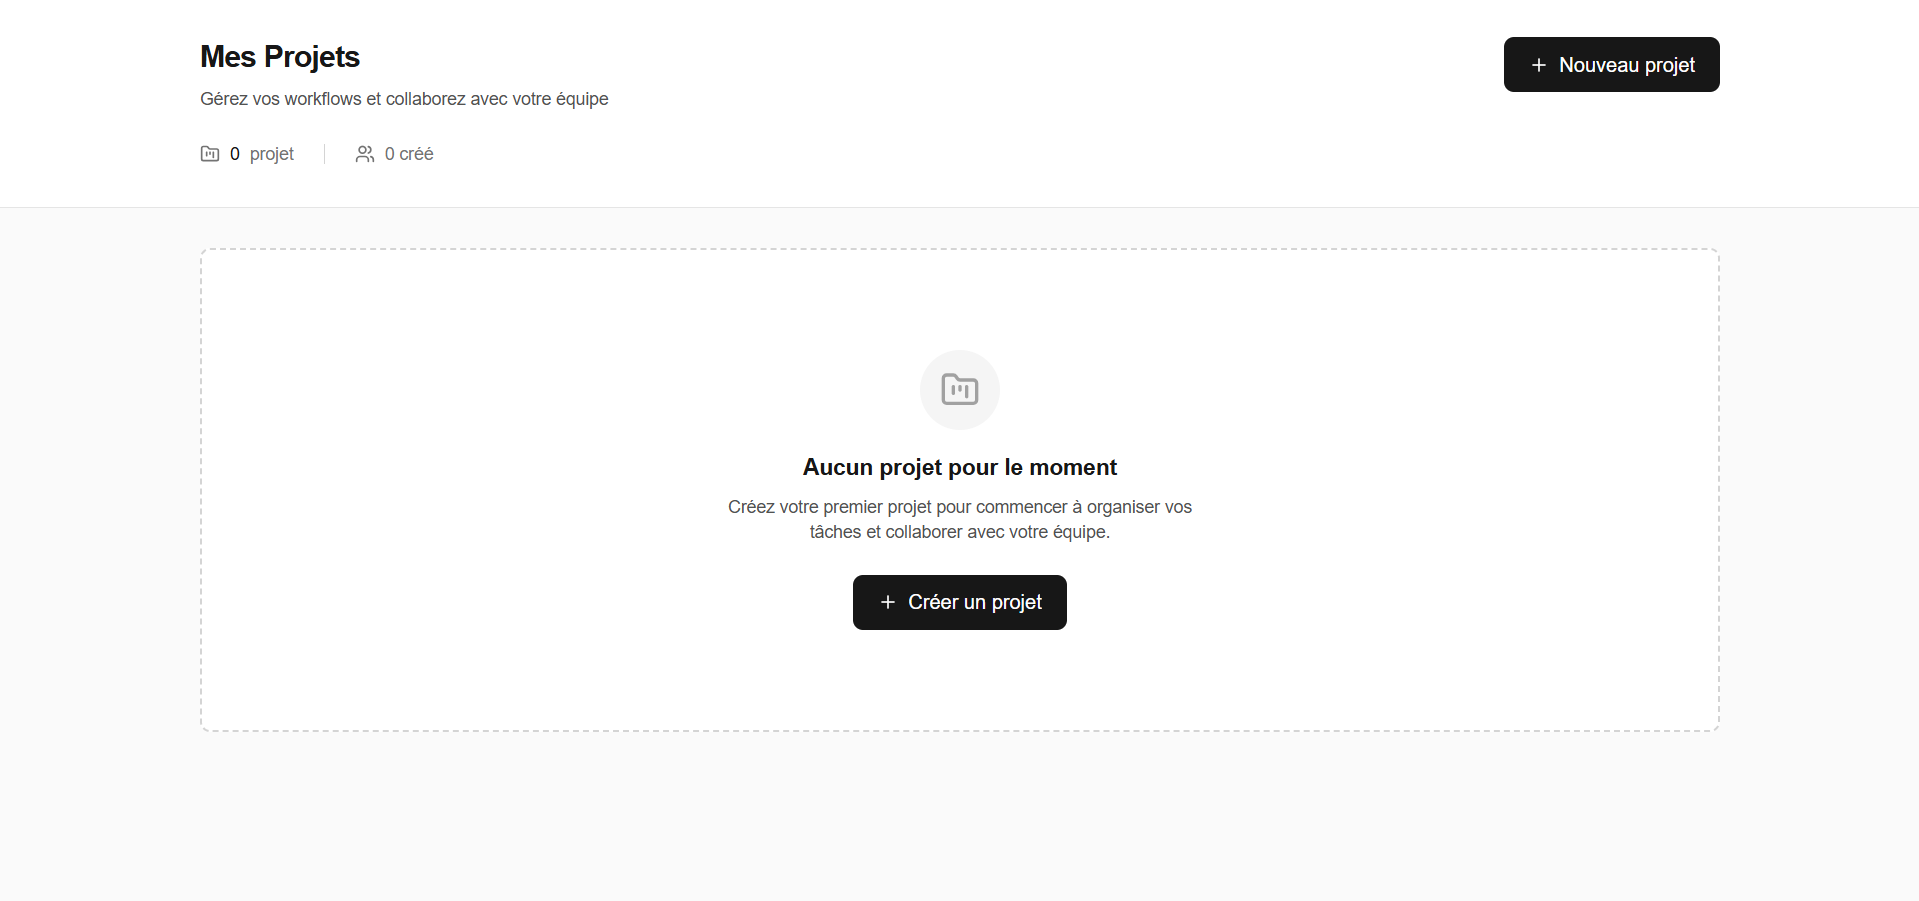 Mes Projets
Nouveau projet
Gérez vos workflows et collaborez avec votre équipe
0 projet
0 créé
Aucun projet pour le moment
Créez votre premier projet pour commencer à organiser vos
tâches et collaborer avec votre équipe.
Créer un projet